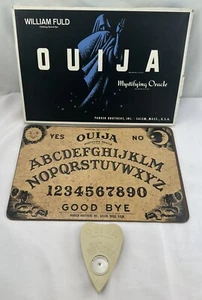 WILLIAM FULD
OUIJA
Mystifying Oracle
PARKER BROTHERS, INC., SALEM, MASS., U.S.A.
YES OUIJA NO
ABCDEFGHIJKLM
NOPQRSTUVWXYZ
1234567890
GOOD BYE